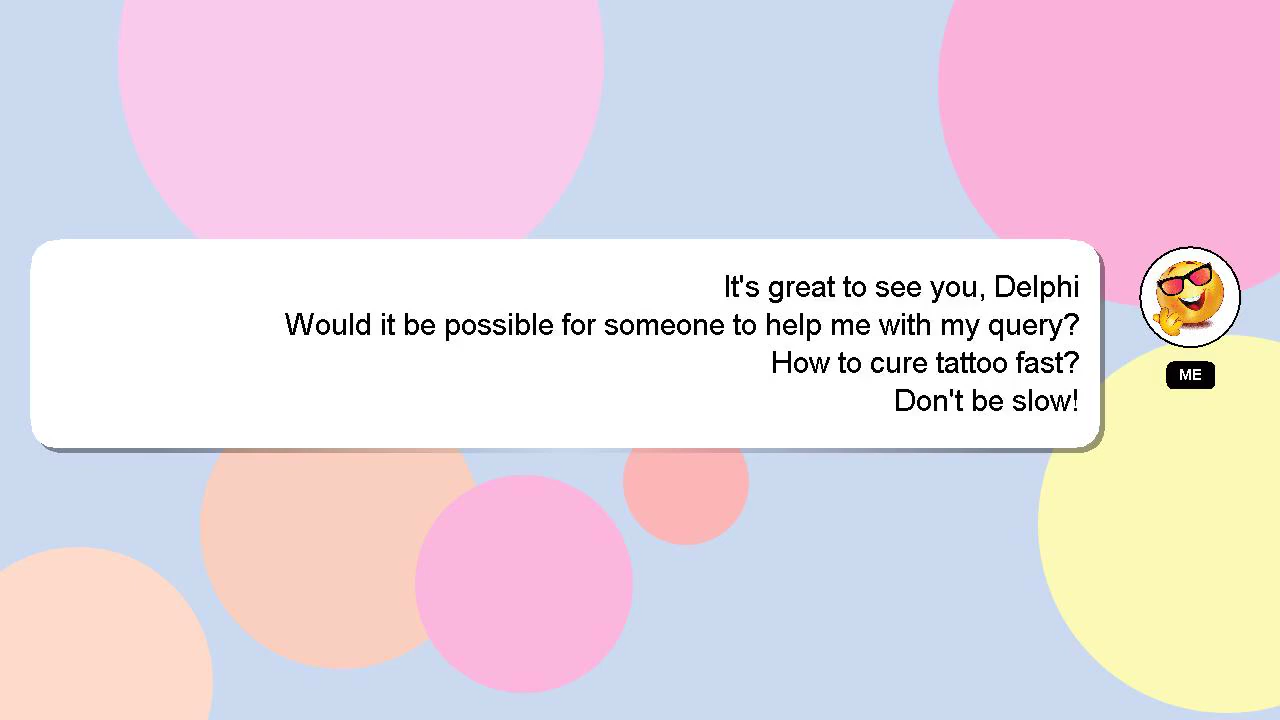 It's great to see you, Delphi
Would it be possible for someone to help me with my query?
How to cure tattoo fast?
Don't be slow!
ME